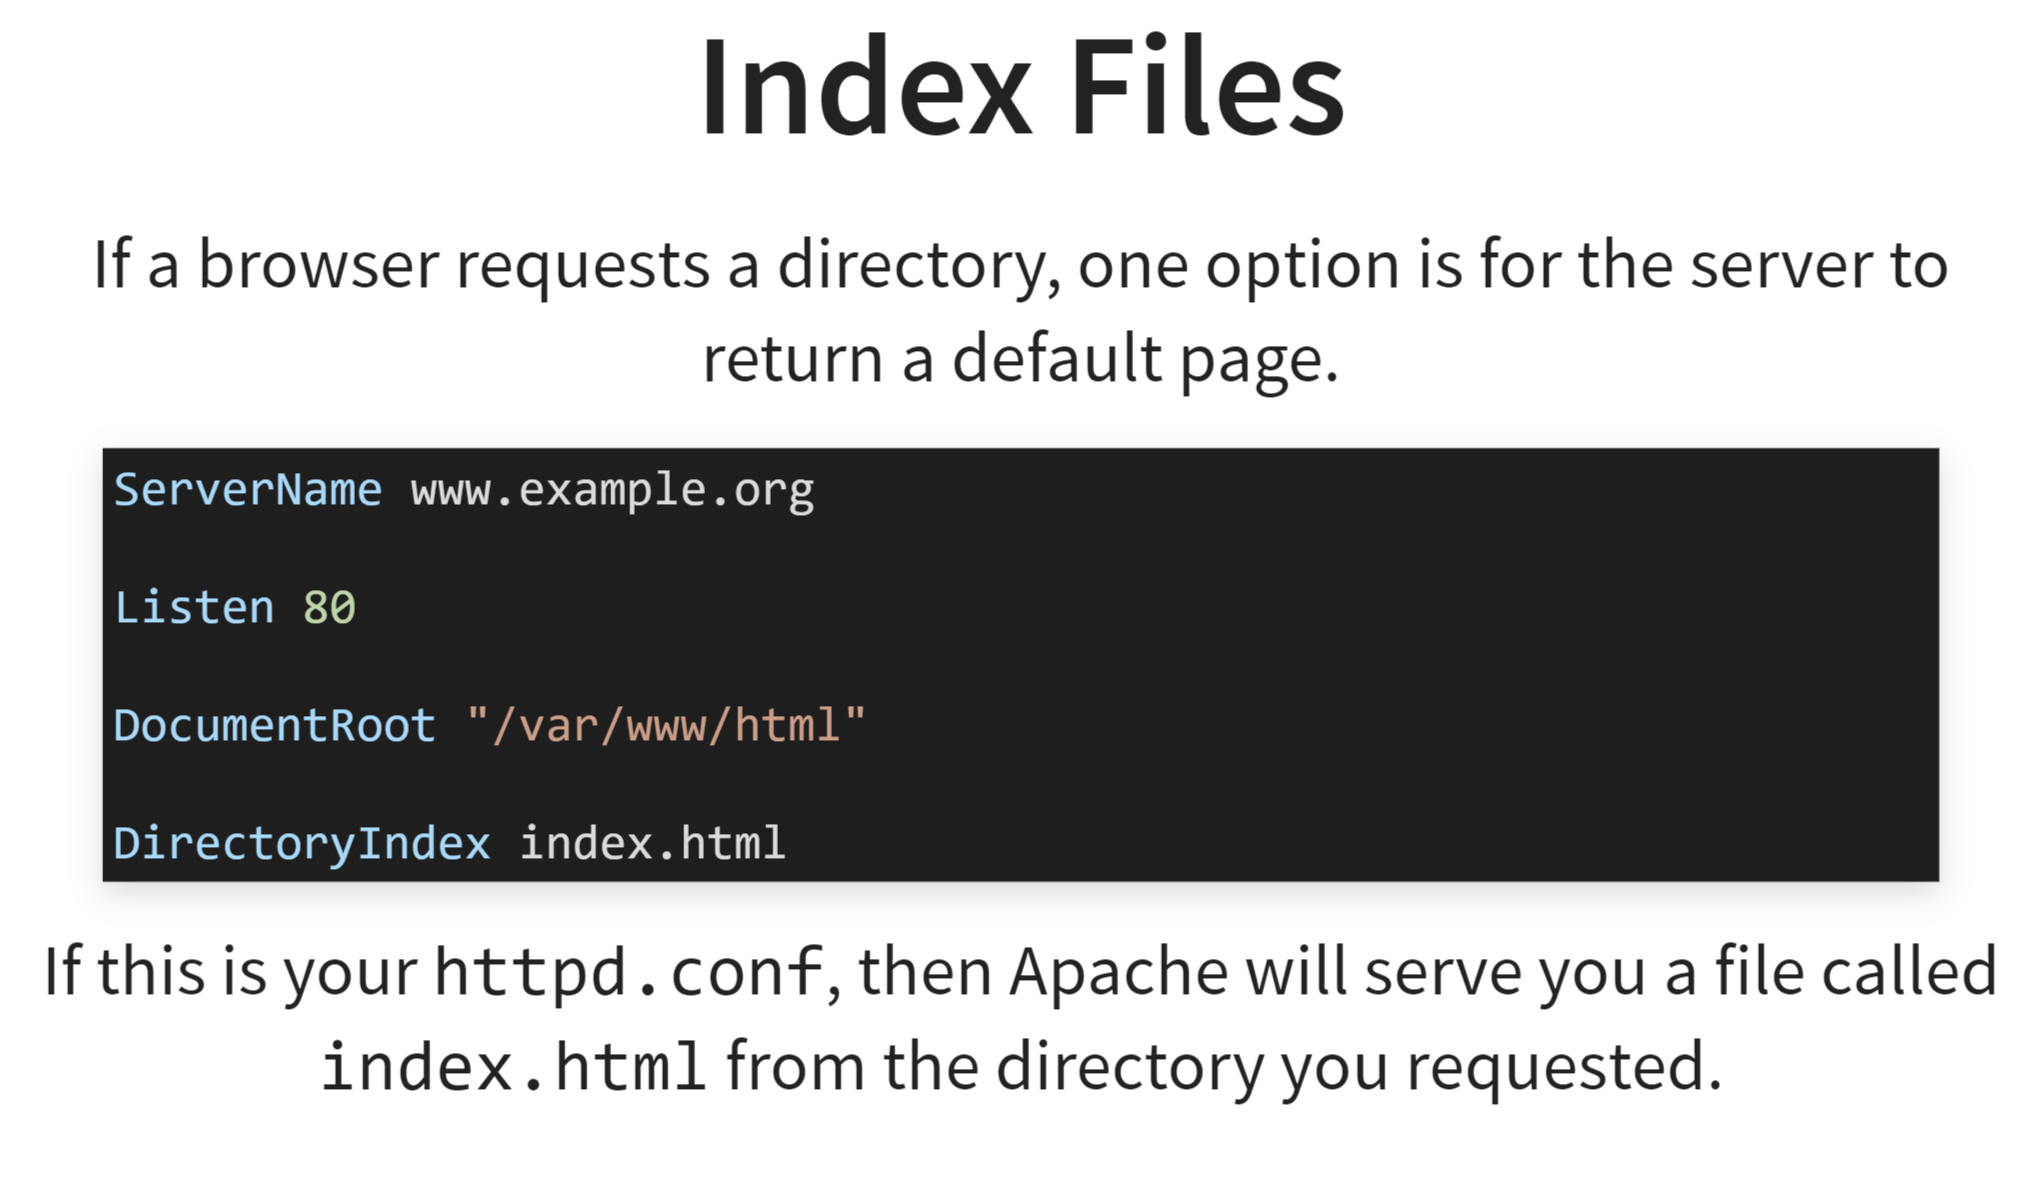 Index Files
If a browser requests a directory, one option is for the server to
return a default page.
ServerName www.example.org
Listen 80
DocumentRoot "/var/www/html"
DirectoryIndex index.html
If this is your httpd.conf, then Apache will serve you a file called
index.html from the directory you requested.